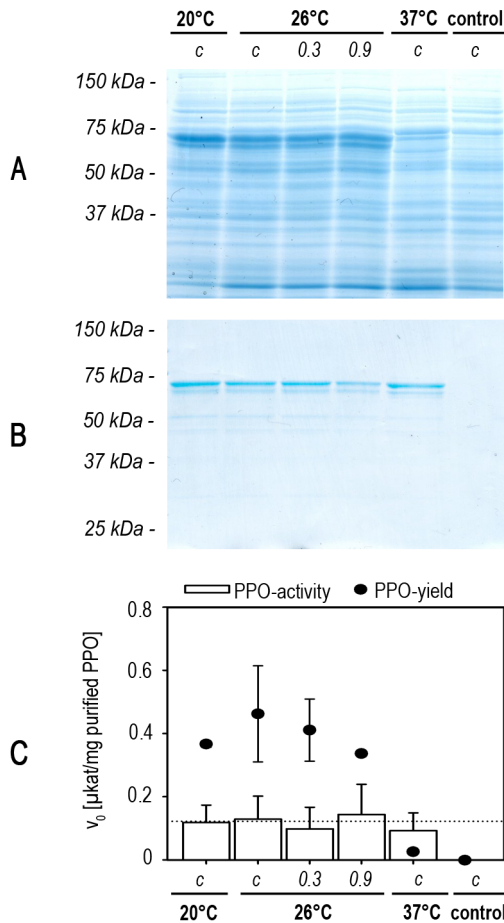 20°C 26°C 37°C control
c c 0.3 0.9 c c
A
150 kDa -
75 kDa -
50 kDa -
37 kDa -
B
150 kDa -
75 kDa -
50 kDa -
37 kDa -
25 kDa -
C
PPO-activity PPO-yield
v₀ [µkat/mg purified PPO]
0.8
0.6
0.4
0.2
0
c c 0.3 0.9 c c
20°C 26°C 37°C control